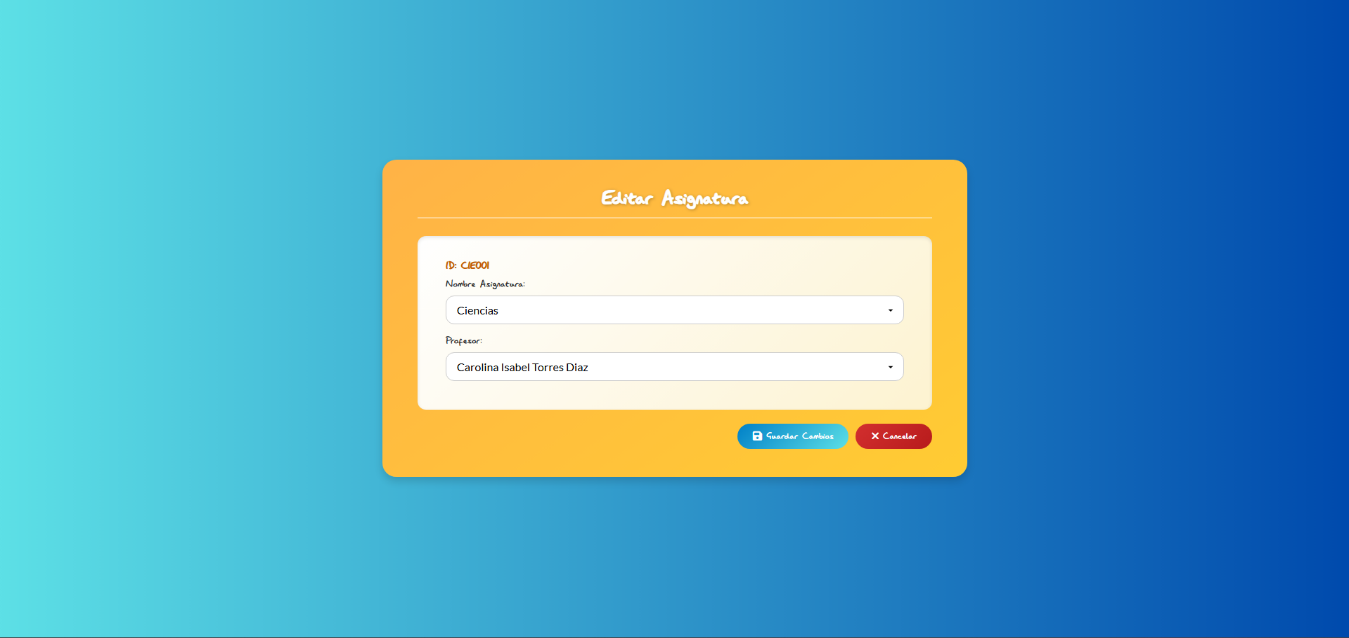 Editar Asignatura
ID: CIE001
Nombre Asignatura:
Ciencias
Profesor:
Carolina Isabel Torres Diaz
Guardar Cambios
Cancelar